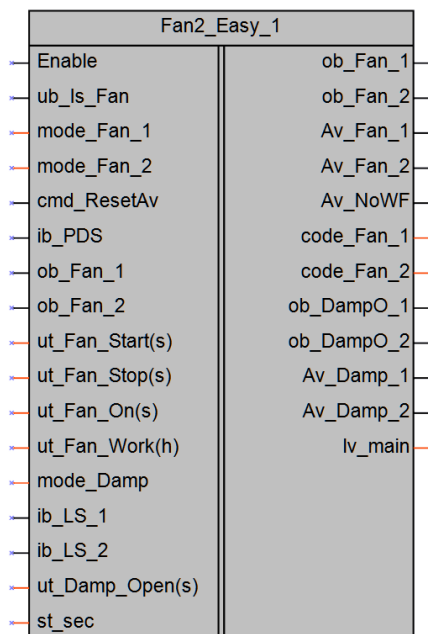 Fan2_Easy_1
Enable
ub_Is_Fan
mode_Fan_1
mode_Fan_2
cmd_ResetAv
ib_PDS
ob_Fan_1
ob_Fan_2
ut_Fan_Start(s)
ut_Fan_Stop(s)
ut_Fan_On(s)
ut_Fan_Work(h)
mode_Damp
ib_LS_1
ib_LS_2
ut_Damp_Open(s)
st_sec
ob_Fan_1
ob_Fan_2
Av_Fan_1
Av_Fan_2
Av_NoWF
code_Fan_1
code_Fan_2
ob_DampO_1
ob_DampO_2
Av_Damp_1
Av_Damp_2
lv_main